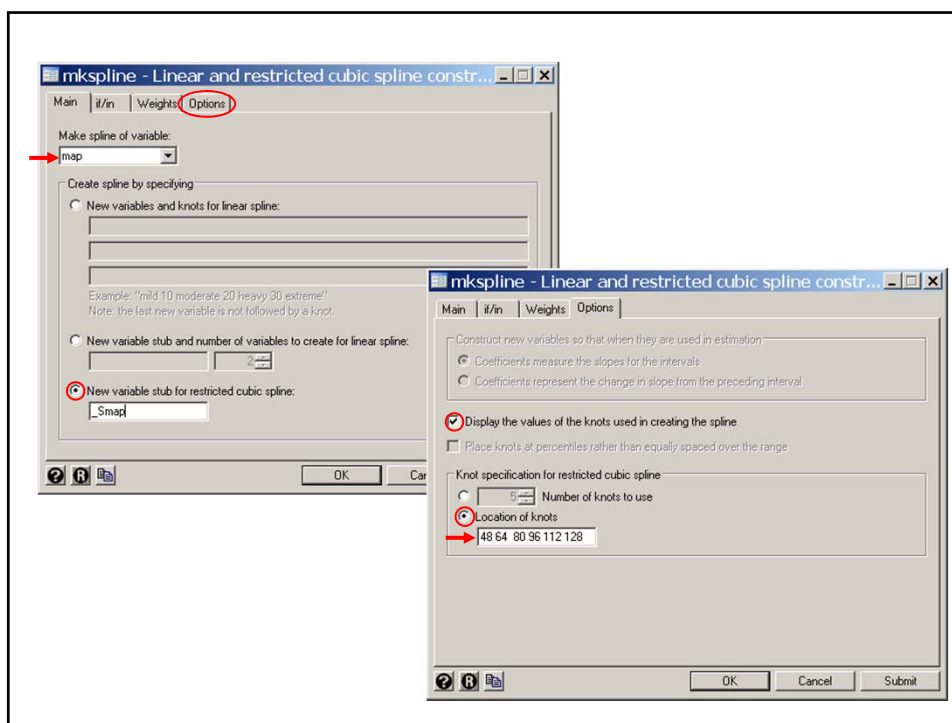 mkspline - Linear and restricted cubic spline constr...
Main if/in Weights Options
Make spline of variable:
map
Create spline by specifying
New variables and knots for linear spline:
Example: "mild 10 moderate 20 heavy 30 extreme"
Note: the last new variable is not followed by a knot.
New variable stub and number of variables to create for linear spline:
2
New variable stub for restricted cubic spline:
_Smap
OK
mkspline - Linear and restricted cubic spline constr...
Main if/in Weights Options
Construct new variables so that when they are used in estimation
Coefficients measure the slopes for the intervals
Coefficients represent the change in slope from the preceding interval
Display the values of the knots used in creating the spline
Place knots at percentiles rather than equally spaced over the range
Knot specification for restricted cubic spline
5 Number of knots to use
Location of knots
48 64 80 96 112 128
OK Cancel Submit